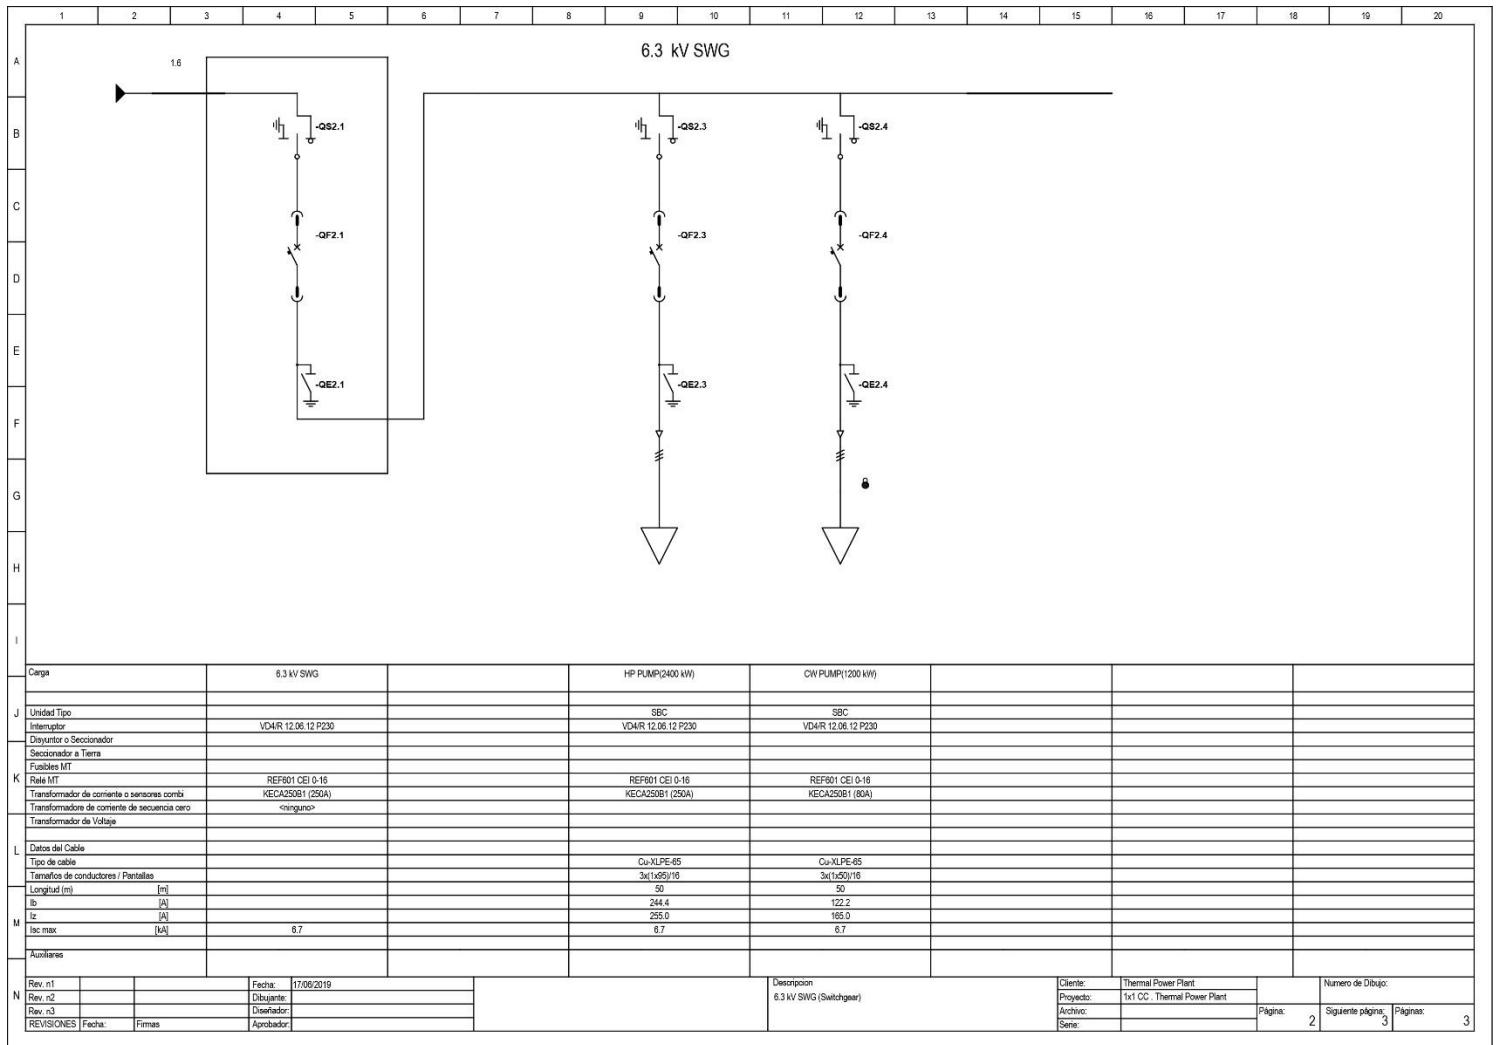 1 2 3 4 5 6 7 8 9 10 11 12 13 14 15 16 17 18 19 20
A
B
C
D
E
F
G
H
I
J
K
L
M
N
6.3 kV SWG
1.6
-QS2.1 -QS2.3 -QS2.4
-QF2.1 -QF2.3 -QF2.4
-QE2.1 -QE2.3 -QE2.4
Carga 6.3 kV SWG HP PUMP(2400 kW) CW PUMP(1200 kW)
Unidad Tipo SBC SBC
Interruptor VD4/R 12.06.12 P230 VD4/R 12.06.12 P230 VD4/R 12.06.12 P230
Disyuntor o Seccionador
Seccionador a Tierra
Fusibles MT
Relé MT REF601 CEI 0-16 REF601 CEI 0-16 REF601 CEI 0-16
Transformador de corriente o sensores combi KECA250B1 (250A) KECA250B1 (250A) KECA250B1 (80A)
Transformadore de corriente de secuencia cero <ninguno>
Transformador de Voltaje
Datos del Cable
Tipo de cable Cu-XLPE-65 Cu-XLPE-65
Tamaños de conductores / Pantallas 3x(1x95)/16 3x(1x50)/16
Longitud (m) [m] 50 50
Ib [A] 244.4 122.2
Iz [A] 255.0 165.0
Isc max [kA] 6.7 6.7 6.7
Auxiliares
Rev. n1
Rev. n2
Rev. n3
REVISIONES Fecha: Firmas
Fecha: 17/06/2019
Dibujante:
Diseñador:
Aprobador:
Descripcion
6.3 kV SWG (Switchgear)
Cliente: Thermal Power Plant
Proyecto: 1x1 CC . Thermal Power Plant
Archivo:
Serie:
Numero de Dibujo:
Página: 2
Siguiente página: 3
Páginas: 3